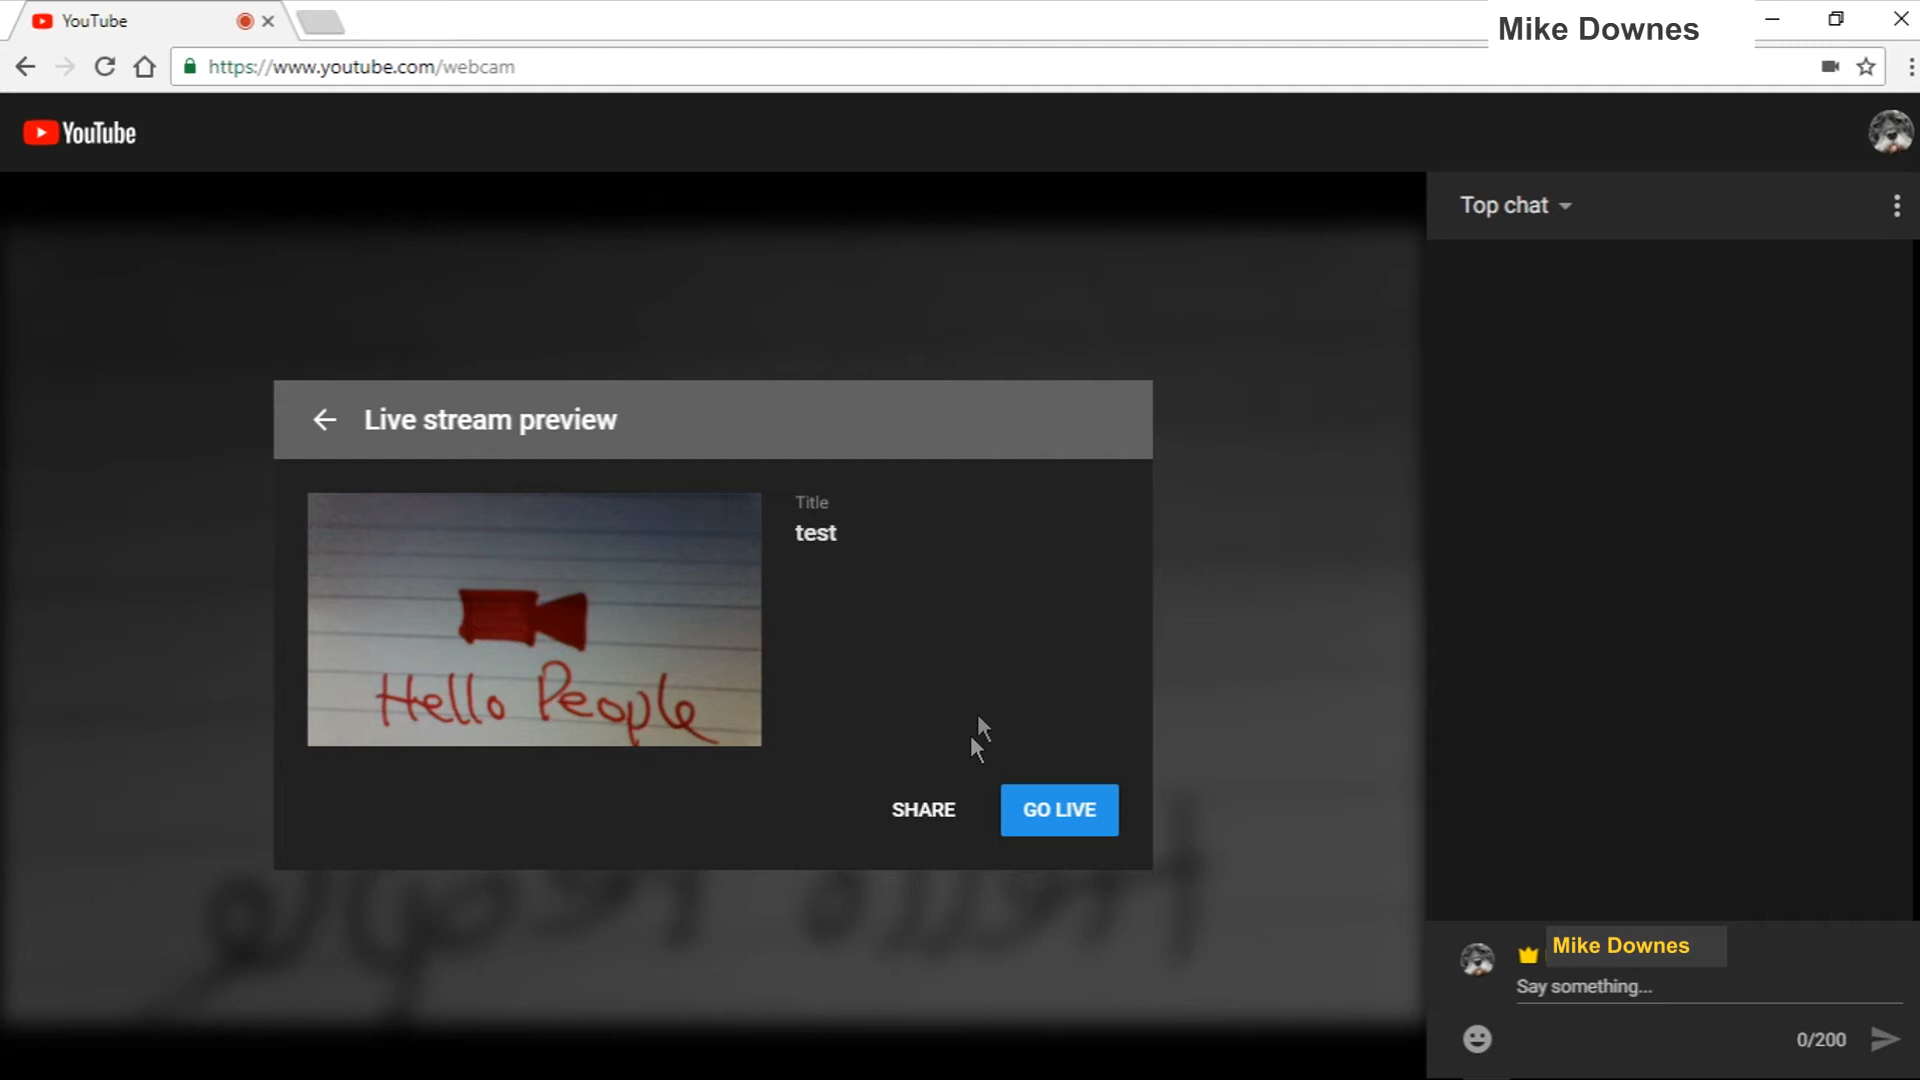 YouTube
Mike Downes
https://www.youtube.com/webcam
YouTube
Top chat
Live stream preview
Title
test
Hello People
SHARE
GO LIVE
Mike Downes
Say something...
0/200